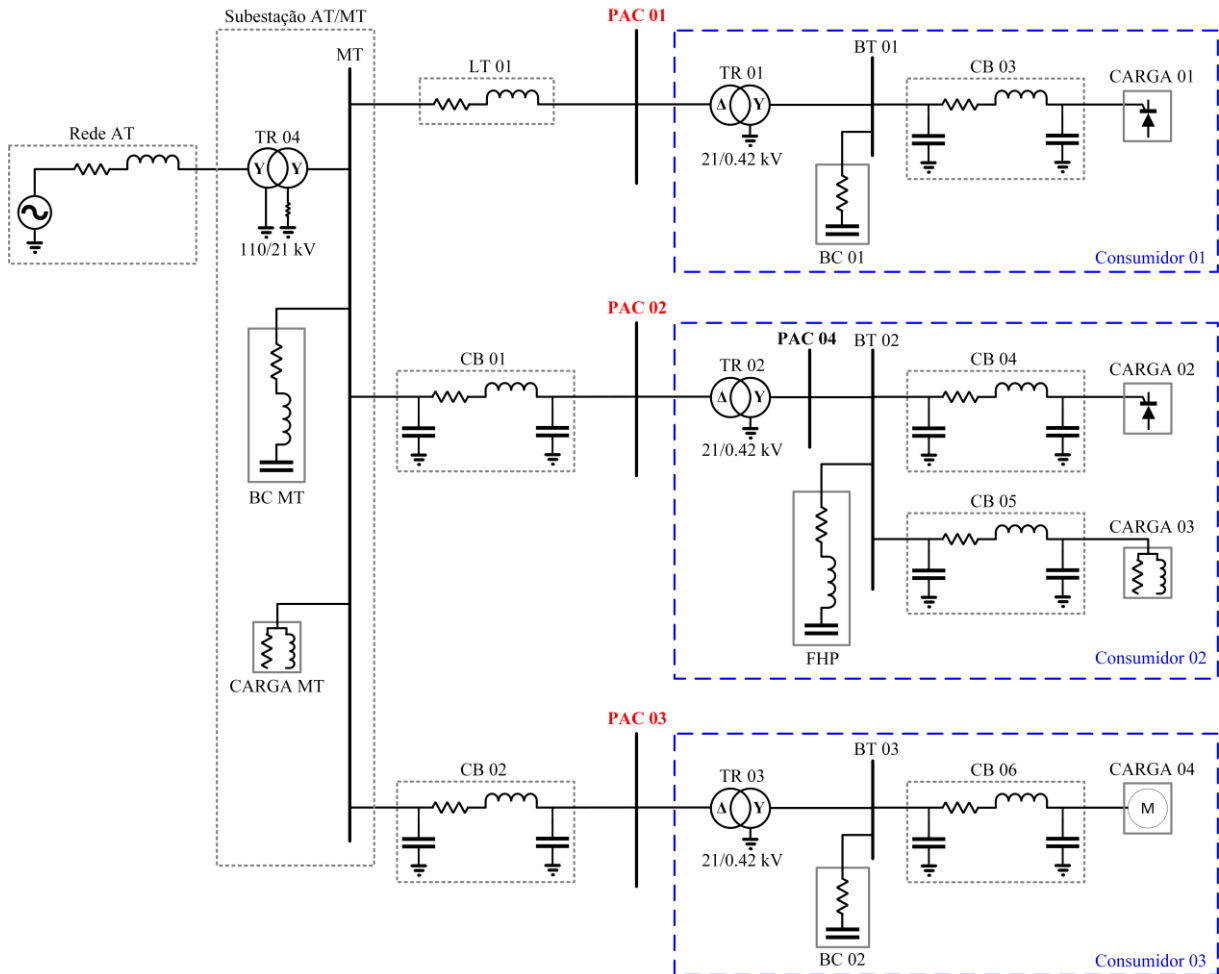 Subestação AT/MT
PAC 01
MT
BT 01
LT 01
TR 01
CB 03
CARGA 01
Rede AT
TR 04
Δ
Y
21/0.42 kV
Y
Y
110/21 kV
BC 01
Consumidor 01
PAC 02
PAC 04
BT 02
CB 01
TR 02
CB 04
CARGA 02
Δ
Y
21/0.42 kV
BC MT
CB 05
CARGA 03
FHP
Consumidor 02
CARGA MT
PAC 03
BT 03
CB 02
TR 03
CB 06
CARGA 04
Δ
Y
M
21/0.42 kV
BC 02
Consumidor 03